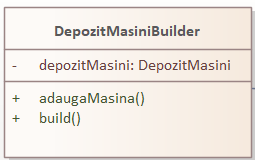 DepozitMasiniBuilder
- depozitMasini: DepozitMasini
+ adaugaMasina()
+ build()